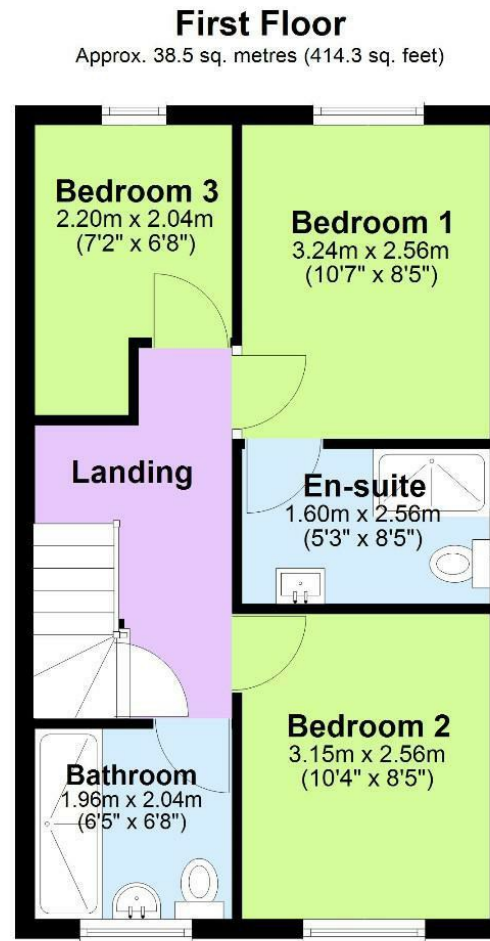 First Floor
Approx. 38.5 sq. metres (414.3 sq. feet)
Bedroom 3
2.20m x 2.04m
(7'2" x 6'8")
Bedroom 1
3.24m x 2.56m
(10'7" x 8'5")
Landing
En-suite
1.60m x 2.56m
(5'3" x 8'5")
Bedroom 2
3.15m x 2.56m
(10'4" x 8'5")
Bathroom
1.96m x 2.04m
(6'5" x 6'8")